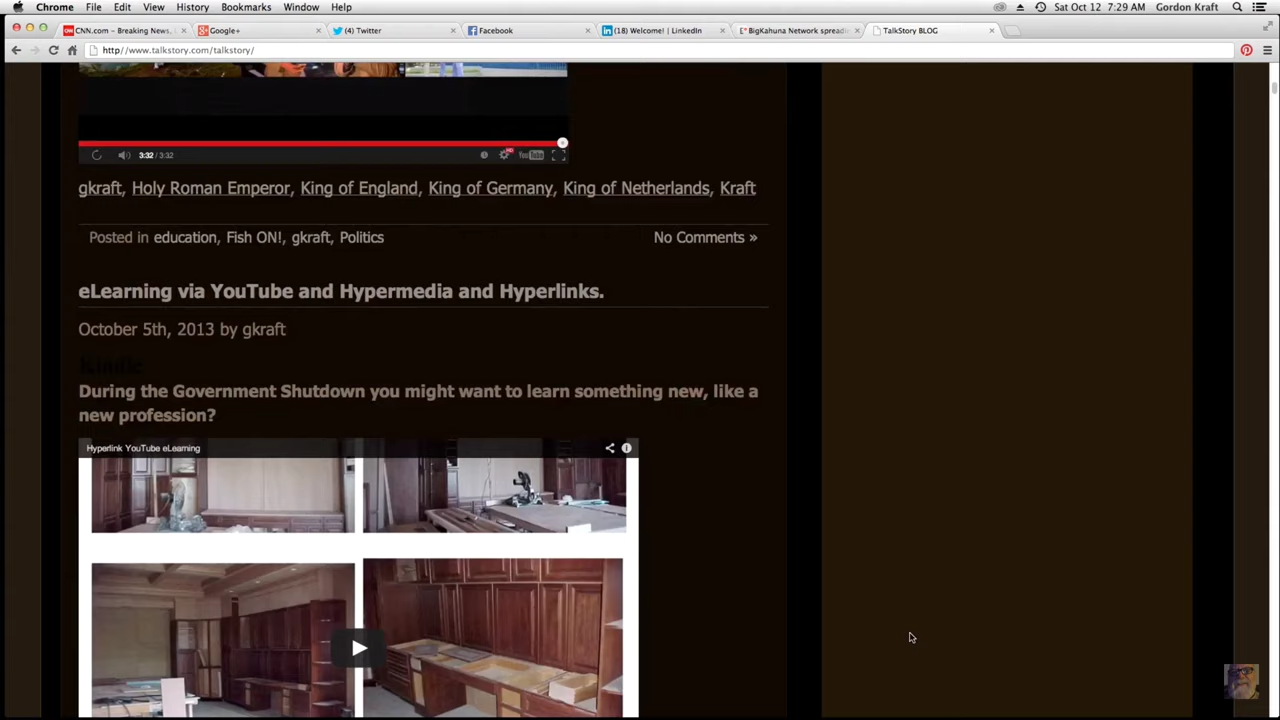 Chrome File Edit View History Bookmarks Window Help Sat Oct 12 7:29 AM Gordon Kraft
CNN.com – Breaking News, Google+ (4) Twitter Facebook (18) Welcome! | LinkedIn BigKahuna Network spreadin TalkStory BLOG
http://www.talkstory.com/talkstory/
3:32 / 3:32 HD YouTube
gkraft, Holy Roman Emperor, King of England, King of Germany, King of Netherlands, Kraft
Posted in education, Fish ON!, gkraft, Politics No Comments »
eLearning via YouTube and Hypermedia and Hyperlinks.
October 5th, 2013 by gkraft
Kindle
During the Government Shutdown you might want to learn something new, like a
new profession?
Hyperlink YouTube eLearning